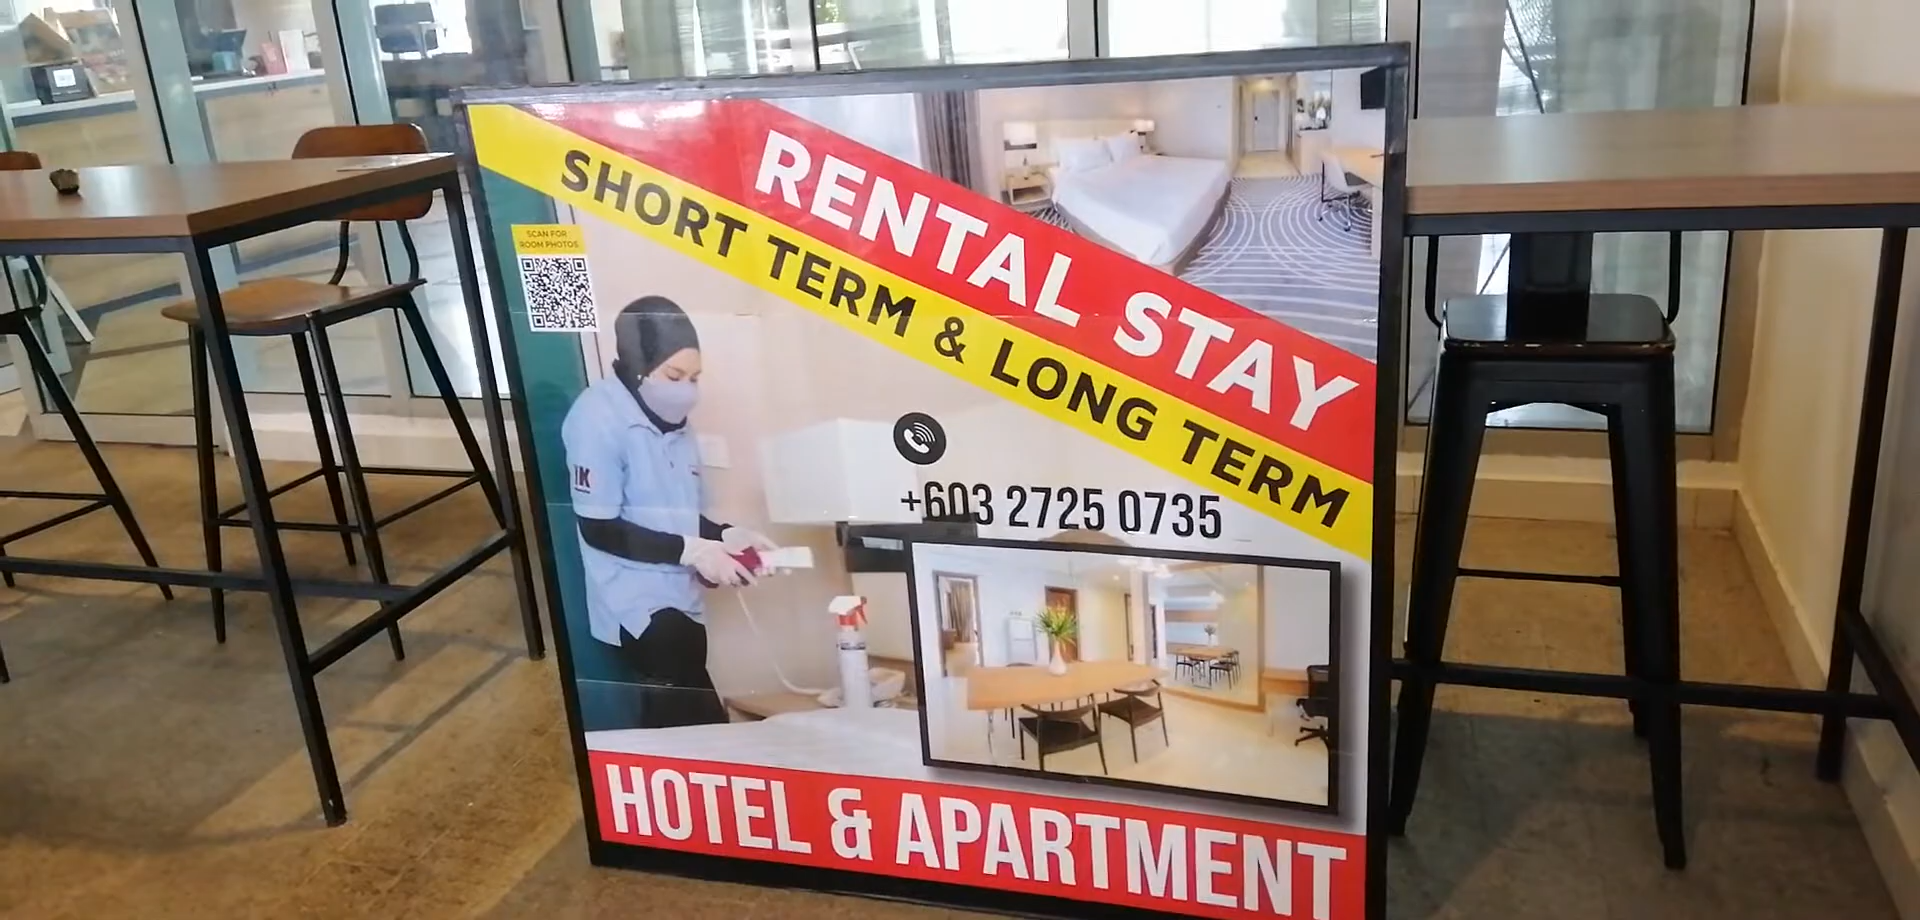 RENTAL STAY
SHORT TERM & LONG TERM
SCAN FOR
ROOM PHOTOS
+603 2725 0735
HOTEL & APARTMENT